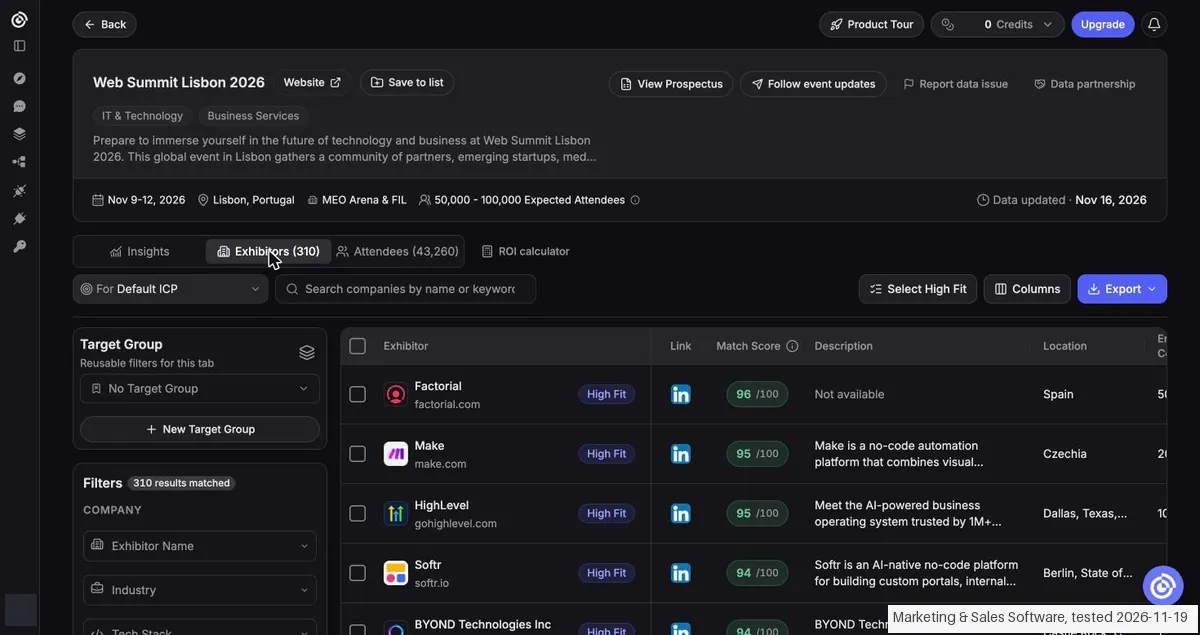 Back
Product Tour
0 Credits
Upgrade
Web Summit Lisbon 2026
Website
Save to list
View Prospectus
Follow event updates
Report data issue
Data partnership
IT & Technology
Business Services
Prepare to immerse yourself in the future of technology and business at Web Summit Lisbon
2026. This global event in Lisbon gathers a community of partners, emerging startups, med...
Nov 9-12, 2026
Lisbon, Portugal
MEO Arena & FIL
50,000 - 100,000 Expected Attendees
Data updated · Nov 16, 2026
Insights
Exhibitors (310)
Attendees (43,260)
ROI calculator
For Default ICP
Search companies by name or keyword
Select High Fit
Columns
Export
Target Group
Reusable filters for this tab
No Target Group
+ New Target Group
Filters 310 results matched
COMPANY
Exhibitor Name
Industry
Tech Stack
Exhibitor
Link
Match Score
Description
Location
Factorial
factorial.com
High Fit
96 /100
Not available
Spain
Make
make.com
High Fit
95 /100
Make is a no-code automation
platform that combines visual...
Czechia
HighLevel
gohighlevel.com
High Fit
95 /100
Meet the AI-powered business
operating system trusted by 1M+...
Dallas, Texas,...
Softr
softr.io
High Fit
94 /100
Softr is an AI-native no-code platform
for building custom portals, internal...
Berlin, State of...
BYOND Technologies Inc
High Fit
94 /100
BYOND
Marketing & Sales Software, tested 2026-11-19